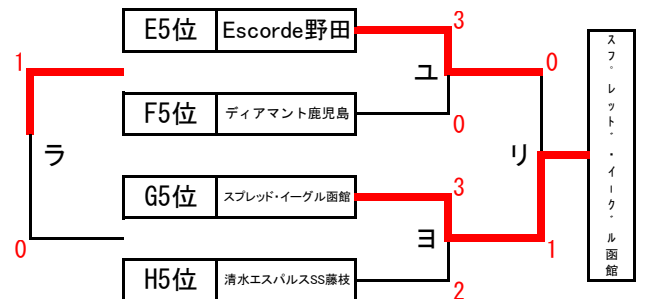 E5位 Escorde野田
F5位 ディアマント鹿児島
G5位 スプレッド・イーグル函館
H5位 清水エスパルスSS藤枝
1
0
ラ
3
0
ユ
3
2
ヨ
0
1
リ
スプレット゛・イーク゛ル函館